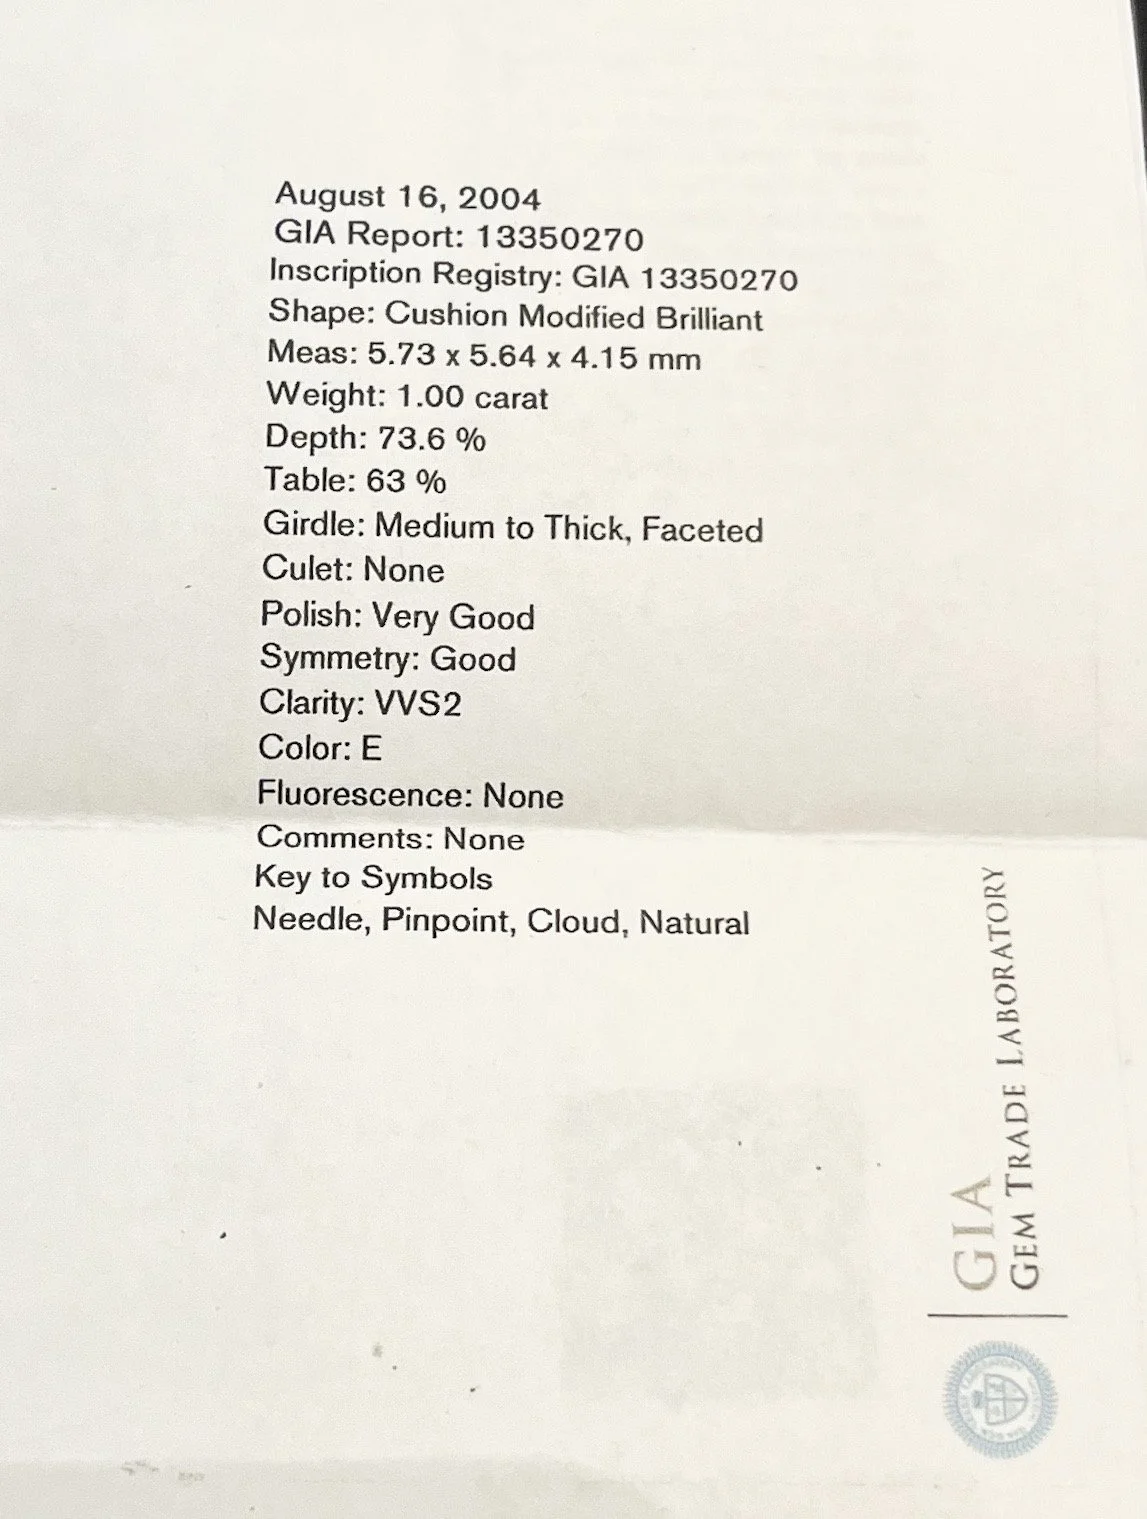 August 16, 2004
GIA Report: 13350270
Inscription Registry: GIA 13350270
Shape: Cushion Modified Brilliant
Meas: 5.73 x 5.64 x 4.15 mm
Weight: 1.00 carat
Depth: 73.6 %
Table: 63 %
Girdle: Medium to Thick, Faceted
Culet: None
Polish: Very Good
Symmetry: Good
Clarity: VVS2
Color: E
Fluorescence: None
Comments: None
Key to Symbols
Needle, Pinpoint, Cloud, Natural
GIA
GEM TRADE LABORATORY